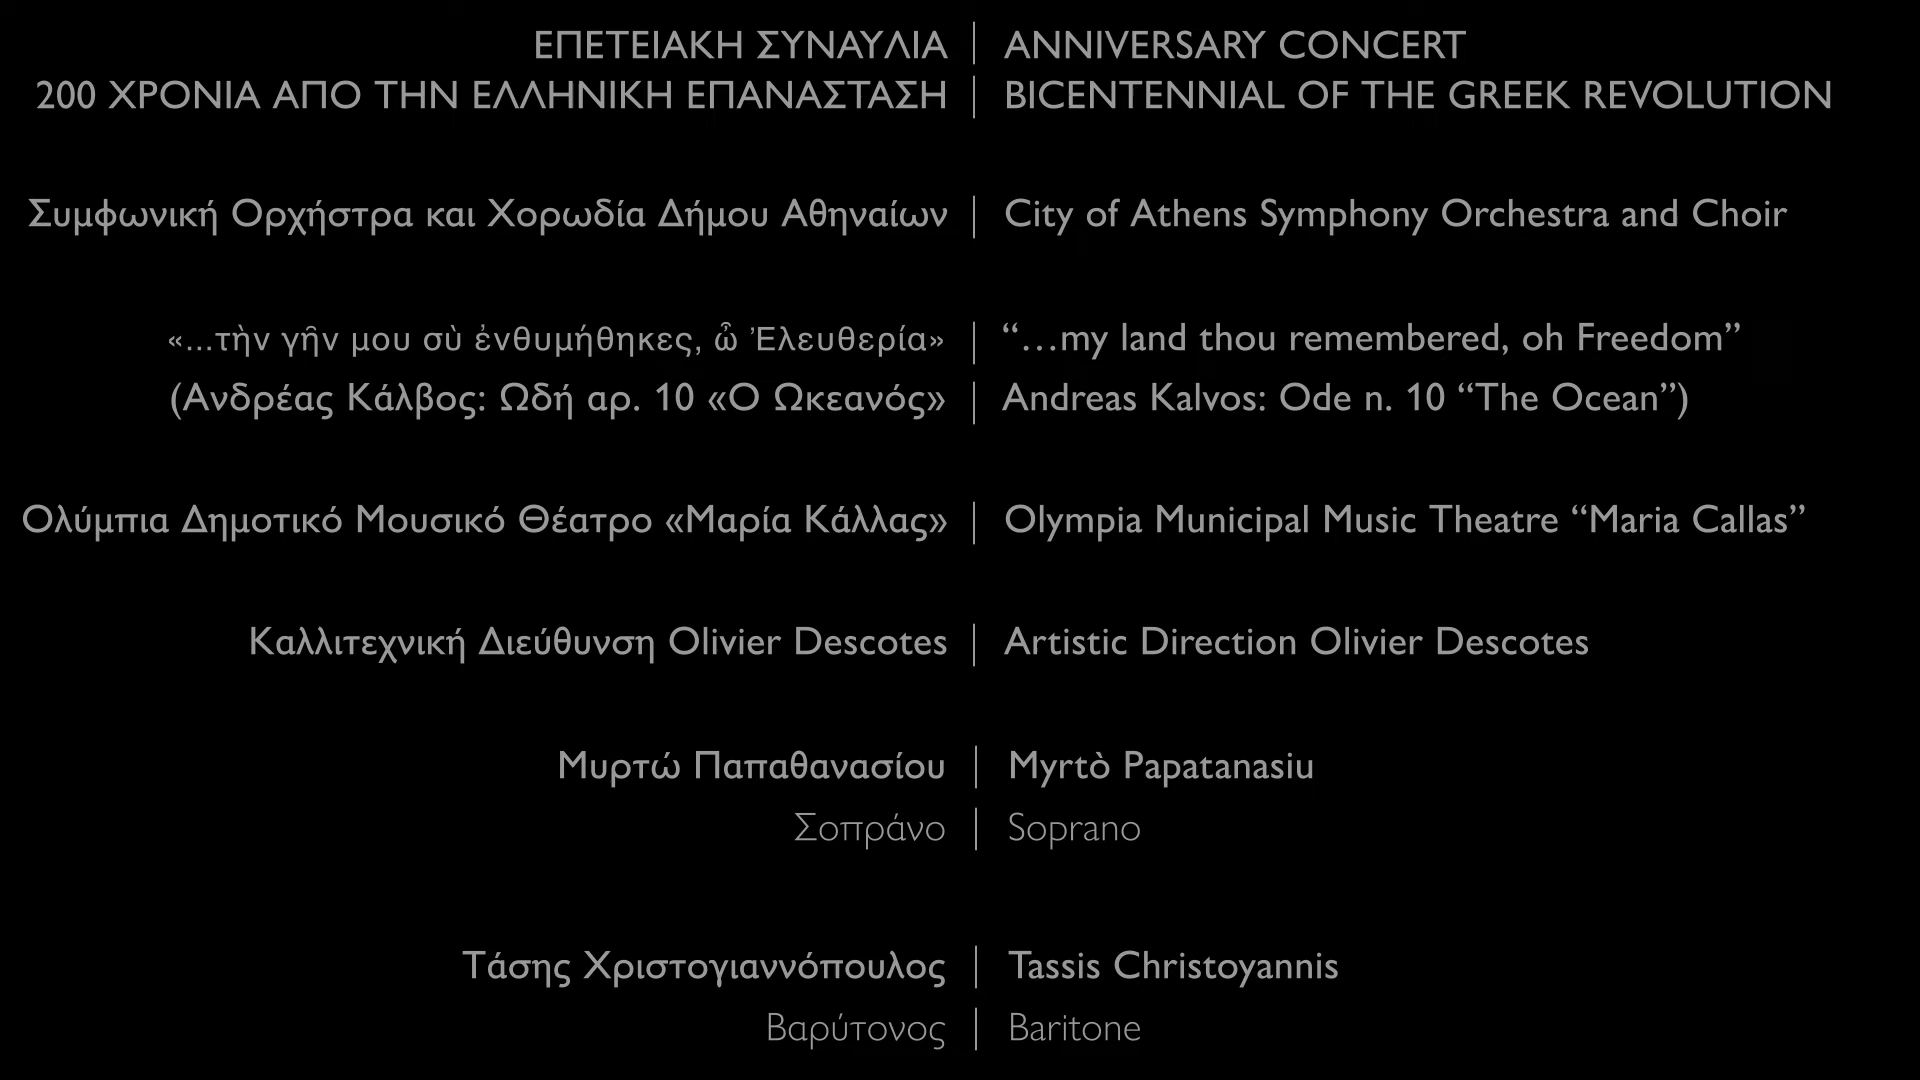 ΕΠΕΤΕΙΑΚΗ ΣΥΝΑΥΛΙΑ | ANNIVERSARY CONCERT
200 ΧΡΟΝΙΑ ΑΠΟ ΤΗΝ ΕΛΛΗΝΙΚΗ ΕΠΑΝΑΣΤΑΣΗ | BICENTENNIAL OF THE GREEK REVOLUTION
Συμφωνική Ορχήστρα και Χορωδία Δήμου Αθηναίων | City of Athens Symphony Orchestra and Choir
«...τὴν γῆν μου σὺ ἐνθυμήθηκες, ὦ Ἐλευθερία» | “…my land thou remembered, oh Freedom”
(Ανδρέας Κάλβος: Ωδή αρ. 10 «Ο Ωκεανός» | Andreas Kalvos: Ode n. 10 “The Ocean”)
Ολύμπια Δημοτικό Μουσικό Θέατρο «Μαρία Κάλλας» | Olympia Municipal Music Theatre “Maria Callas”
Καλλιτεχνική Διεύθυνση Olivier Descotes | Artistic Direction Olivier Descotes
Μυρτώ Παπαθανασίου | Myrtò Papatanasiu
Σοπράνο | Soprano
Τάσης Χριστογιαννόπουλος | Tassis Christoyannis
Βαρύτονος | Baritone